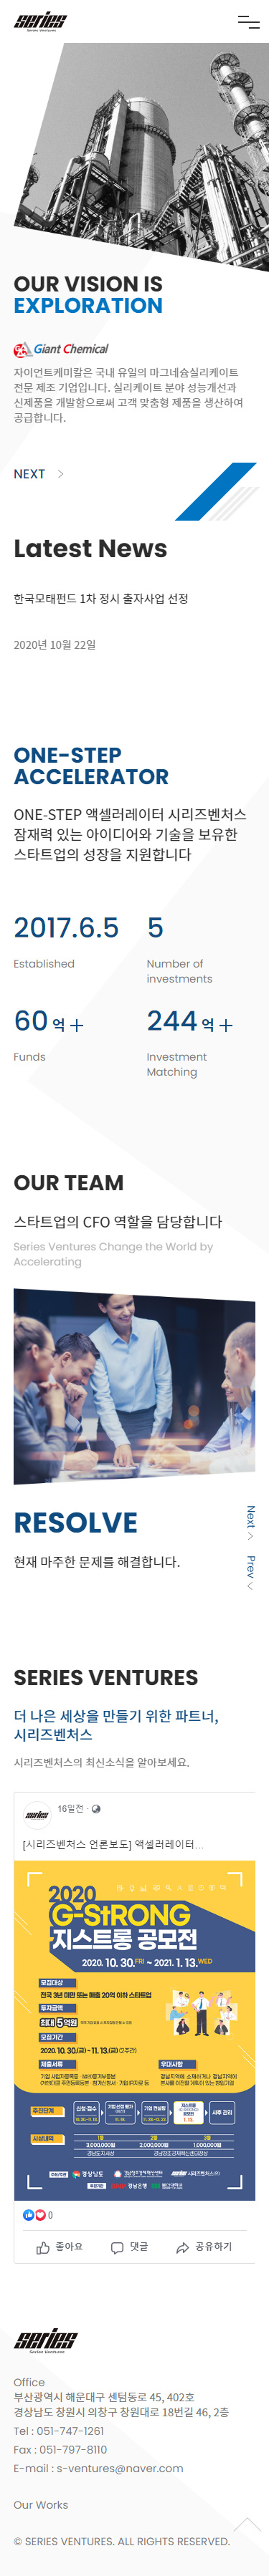 series
Series Ventures
OUR VISION IS
EXPLORATION
Giant Chemical
자이언트케미칼은 국내 유일의 마그네슘실리케이트
전문 제조 기업입니다. 실리케이트 분야 성능개선과
신제품을 개발함으로써 고객 맞춤형 제품을 생산하여
공급합니다.
NEXT
Latest News
한국모태펀드 1차 정시 출자사업 선정
2020년 10월 22일
ONE-STEP
ACCELERATOR
ONE-STEP 액셀러레이터 시리즈벤처스
잠재력 있는 아이디어와 기술을 보유한
스타트업의 성장을 지원합니다
2017.6.5
5
Established
Number of
investments
60 억 +
244 억 +
Funds
Investment
Matching
OUR TEAM
스타트업의 CFO 역할을 담당합니다
Series Ventures Change the World by
Accelerating
RESOLVE
현재 마주한 문제를 해결합니다.
Next
Prev
SERIES VENTURES
더 나은 세상을 만들기 위한 파트너,
시리즈벤처스
시리즈벤처스의 최신소식을 알아보세요.
series
16일전 ·
[시리즈벤처스 언론보도] 액셀러레이터...
2020
G-STRONG
지스트롱 공모전
2020. 10. 30.FRI ~ 2021. 1. 13.WED
모집대상
전국 3년 미만 또는 매출 20억 이하 스타트업
투자금액
최대 5억원
모집기간
2020. 10. 30(금) ~ 11. 13.(금) (2주간)
제출서류
우대사항
추진단계
서류 접수
기업 컨설팅
사후 관리
시상내역
1등
2등
3등
3,000,000원
2,000,000원
1,000,000원
경상남도
시리즈벤처스(주)
경남은행
0
좋아요
댓글
공유하기
series
Series Ventures
Office
부산광역시 해운대구 센텀동로 45, 402호
경상남도 창원시 의창구 창원대로 18번길 46, 2층
Tel : 051-747-1261
Fax : 051-797-8110
E-mail : s-ventures@naver.com
Our Works
© SERIES VENTURES. ALL RIGHTS RESERVED.